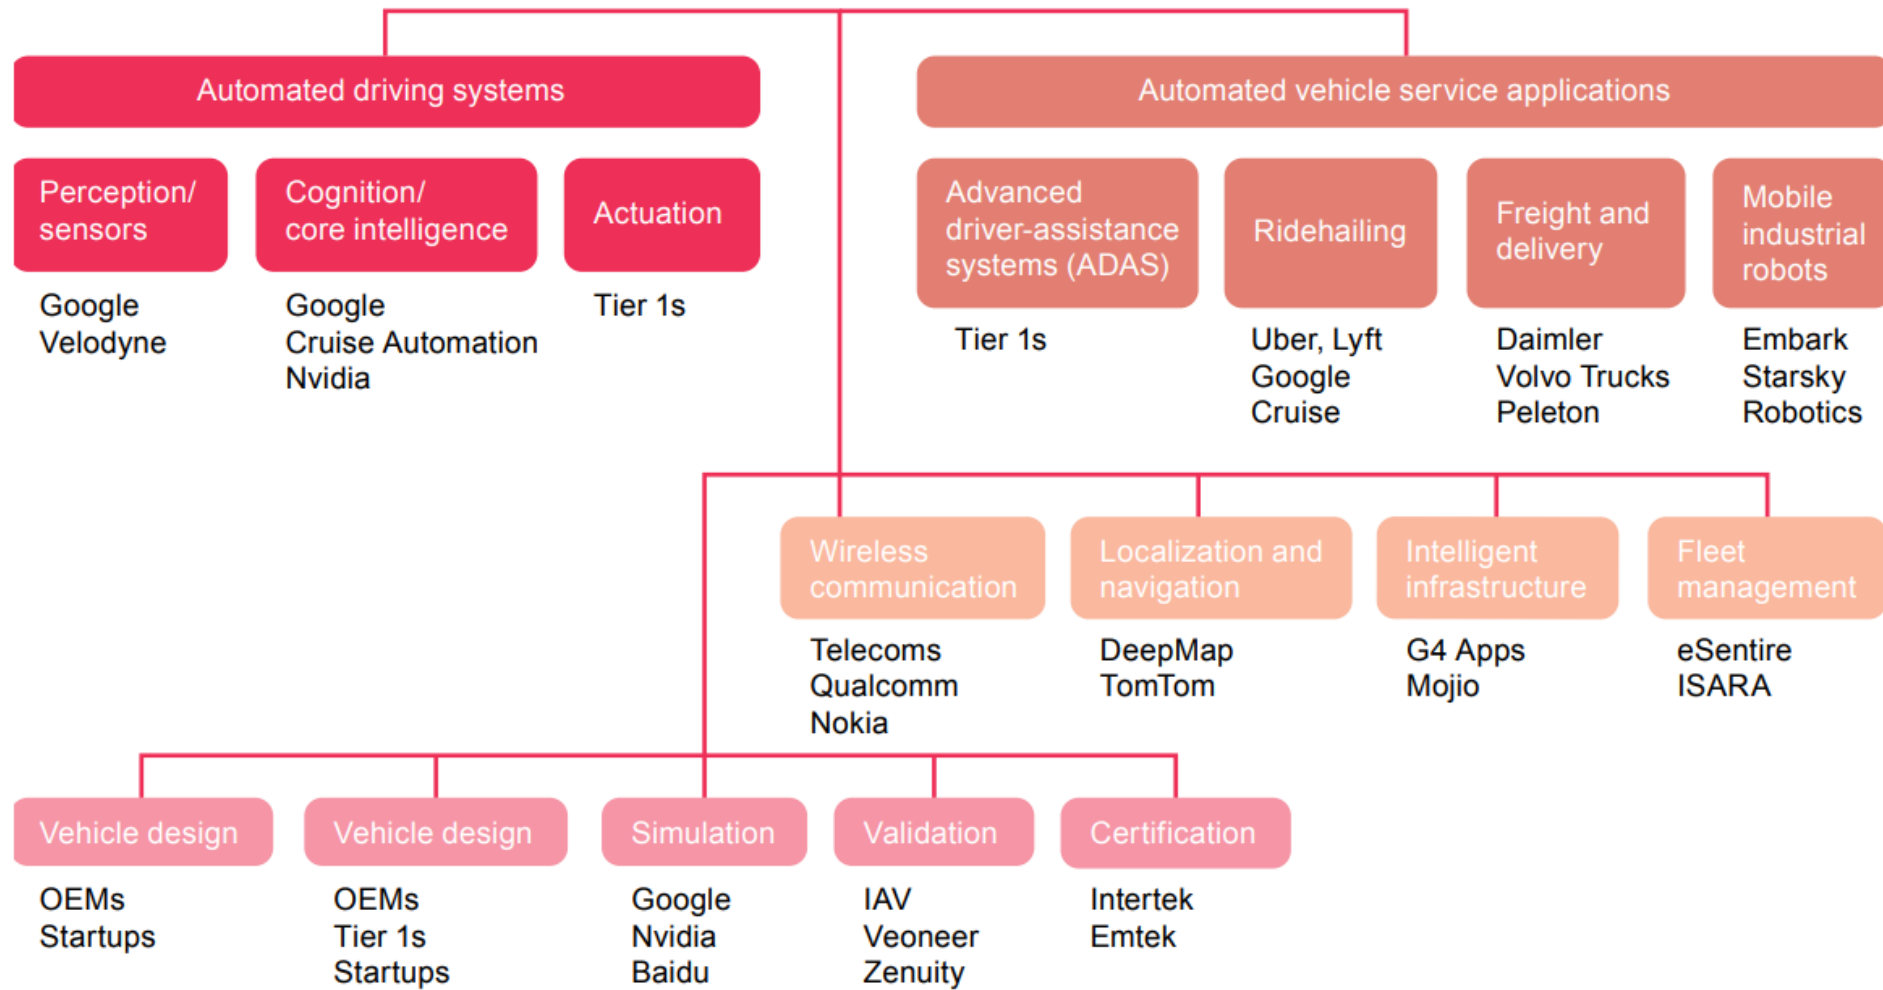 Automated driving systems
Automated vehicle service applications
Perception/
sensors
Cognition/
core intelligence
Actuation
Advanced
driver-assistance
systems (ADAS)
Ridehailing
Freight and
delivery
Mobile
industrial
robots
Google
Velodyne
Google
Cruise Automation
Nvidia
Tier 1s
Tier 1s
Uber, Lyft
Google
Cruise
Daimler
Volvo Trucks
Peleton
Embark
Starsky
Robotics
Wireless
communication
Localization and
navigation
Intelligent
infrastructure
Fleet
management
Telecoms
Qualcomm
Nokia
DeepMap
TomTom
G4 Apps
Mojio
eSentire
ISARA
Vehicle design
Vehicle design
Simulation
Validation
Certification
OEMs
Startups
OEMs
Tier 1s
Startups
Google
Nvidia
Baidu
IAV
Veoneer
Zenuity
Intertek
Emtek